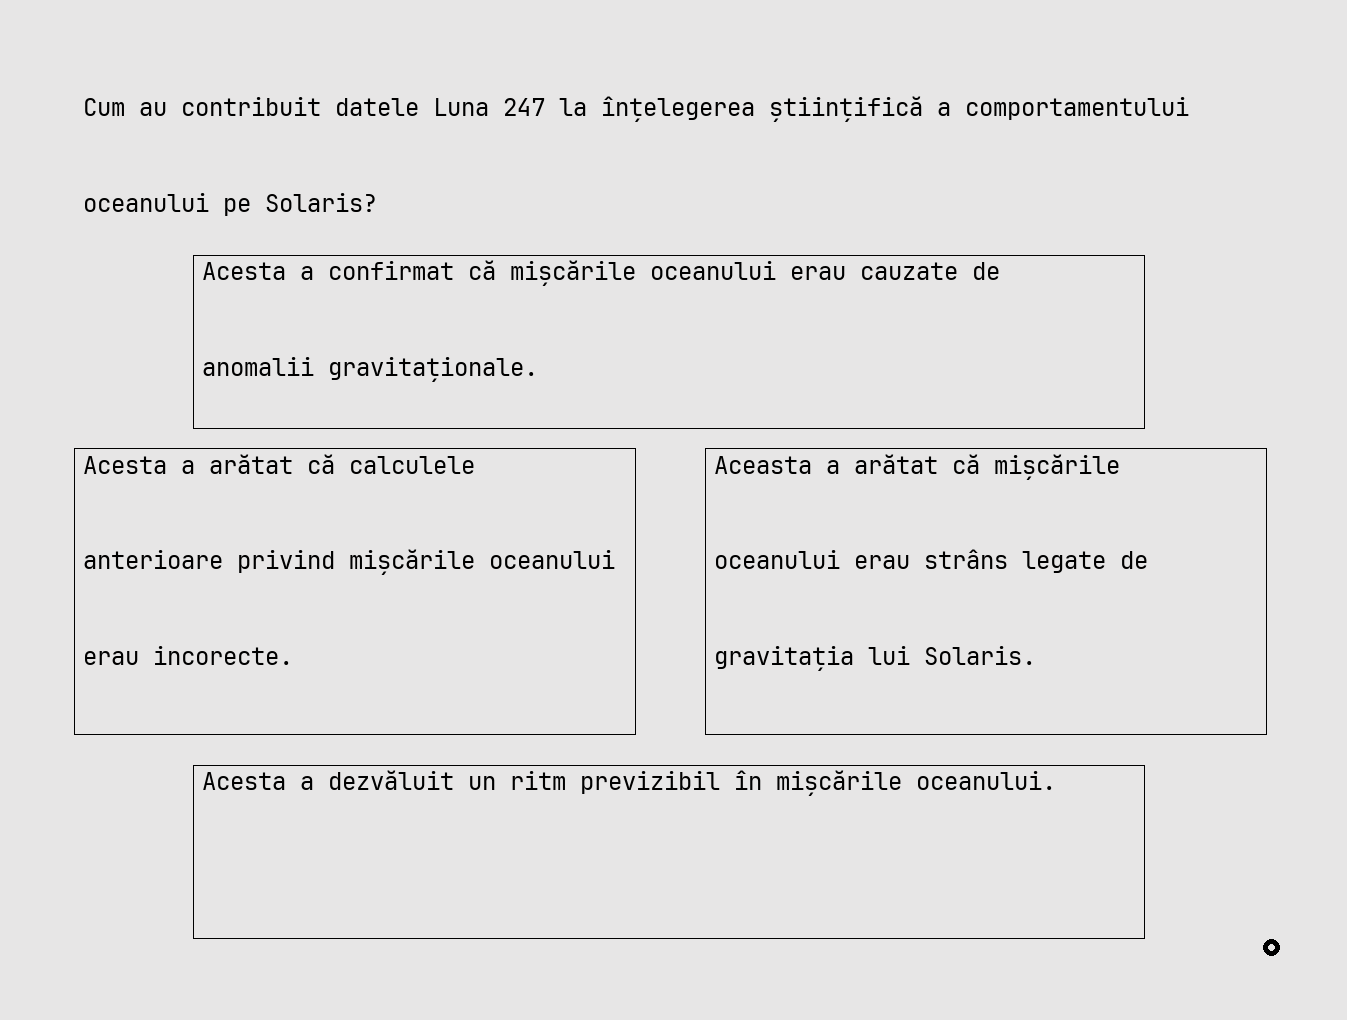 Cum au contribuit datele Luna 247 la înțelegerea științifică a comportamentului
oceanului pe Solaris?
Acesta a confirmat că mișcările oceanului erau cauzate de
anomalii gravitaționale.
Acesta a arătat că calculele
anterioare privind mișcările oceanului
erau incorecte.
Aceasta a arătat că mișcările
oceanului erau strâns legate de
gravitația lui Solaris.
Acesta a dezvăluit un ritm previzibil în mișcările oceanului.